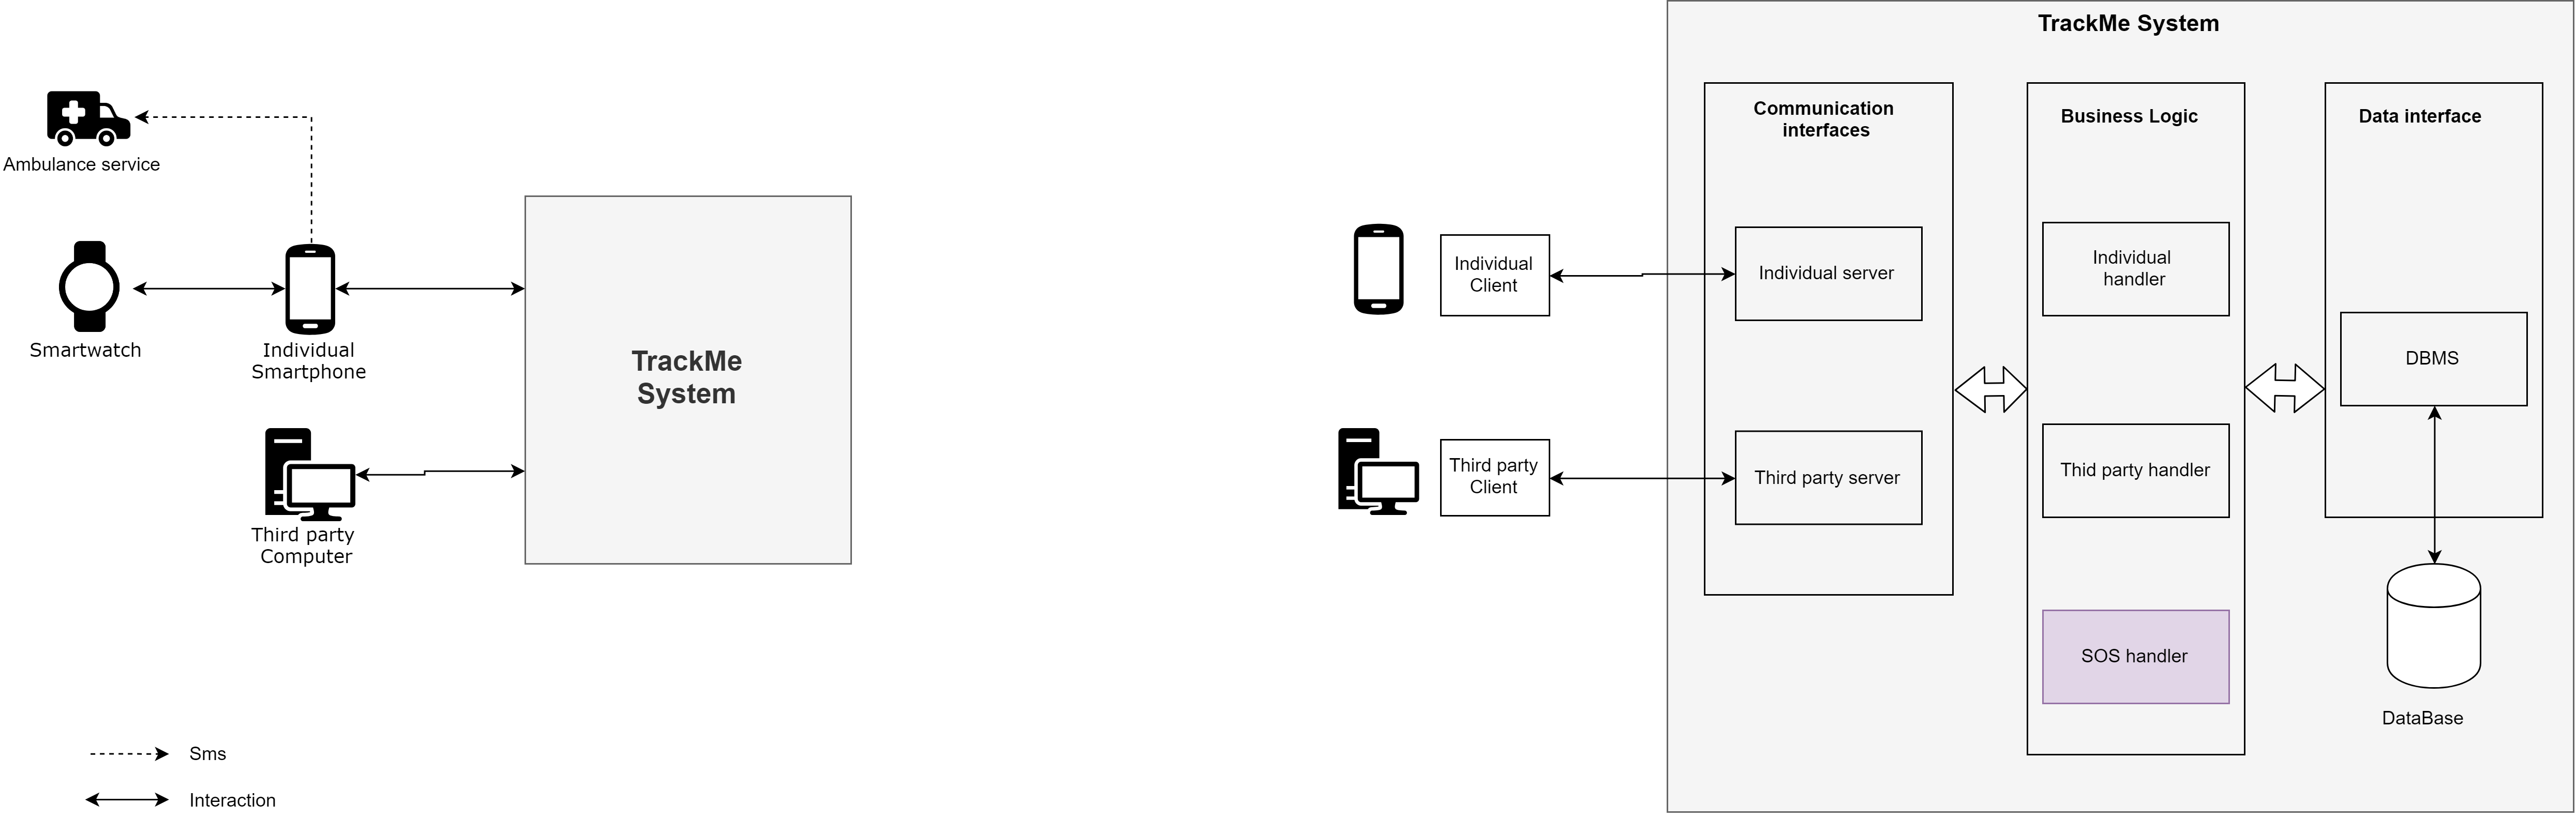 Ambulance service
Smartwatch
Individual
Smartphone
Third party
Computer
TrackMe
System
Sms
Interaction
TrackMe System
Communication
interfaces
Business Logic
Data interface
Individual
Client
Individual server
Individual
handler
DBMS
Third party
Client
Third party server
Thid party handler
SOS handler
DataBase